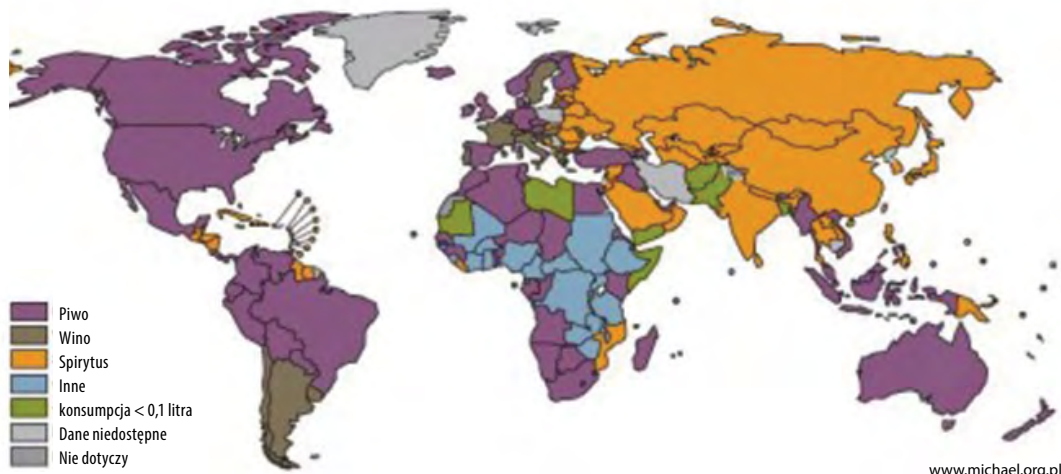 Piwo
Wino
Spirytus
Inne
konsumpcja < 0,1 litra
Dane niedostępne
Nie dotyczy
www.michael.org.pl